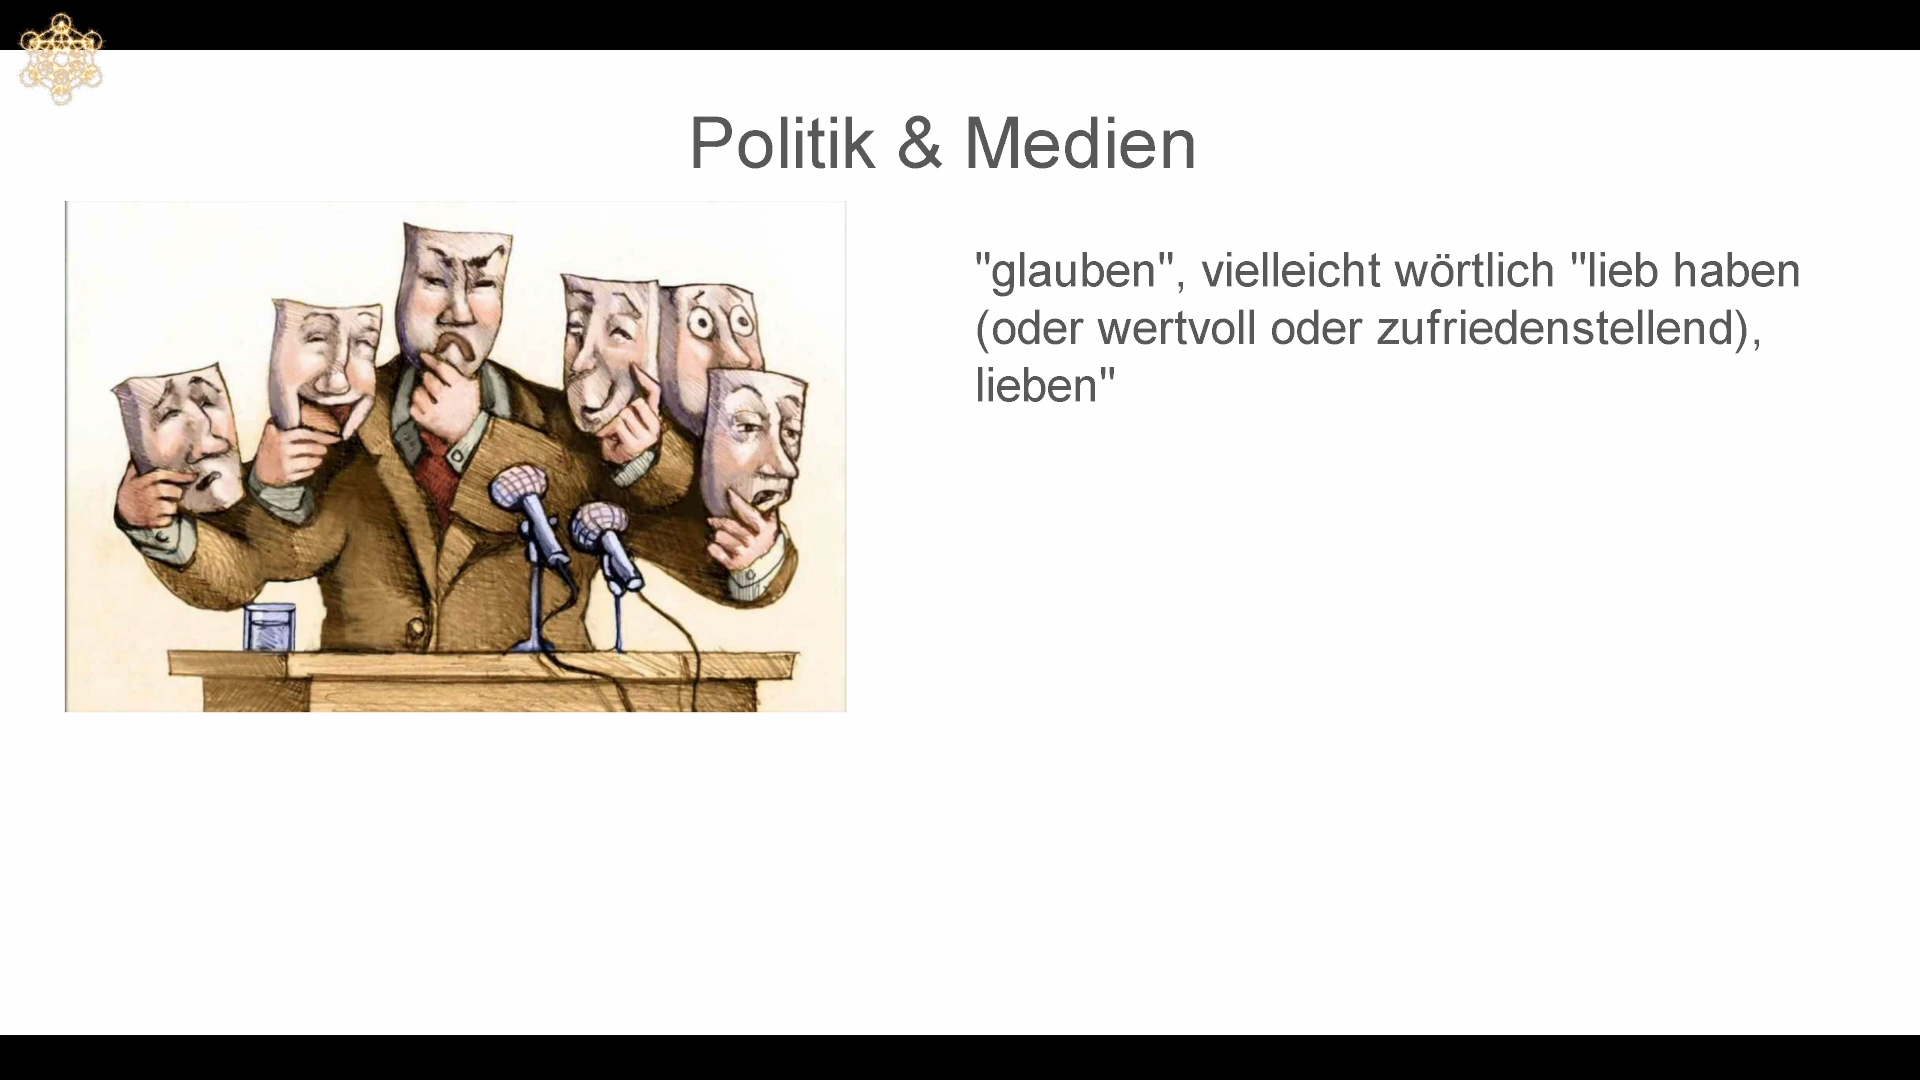 Politik & Medien
"glauben", vielleicht wörtlich "lieb haben
(oder wertvoll oder zufriedenstellend),
lieben"